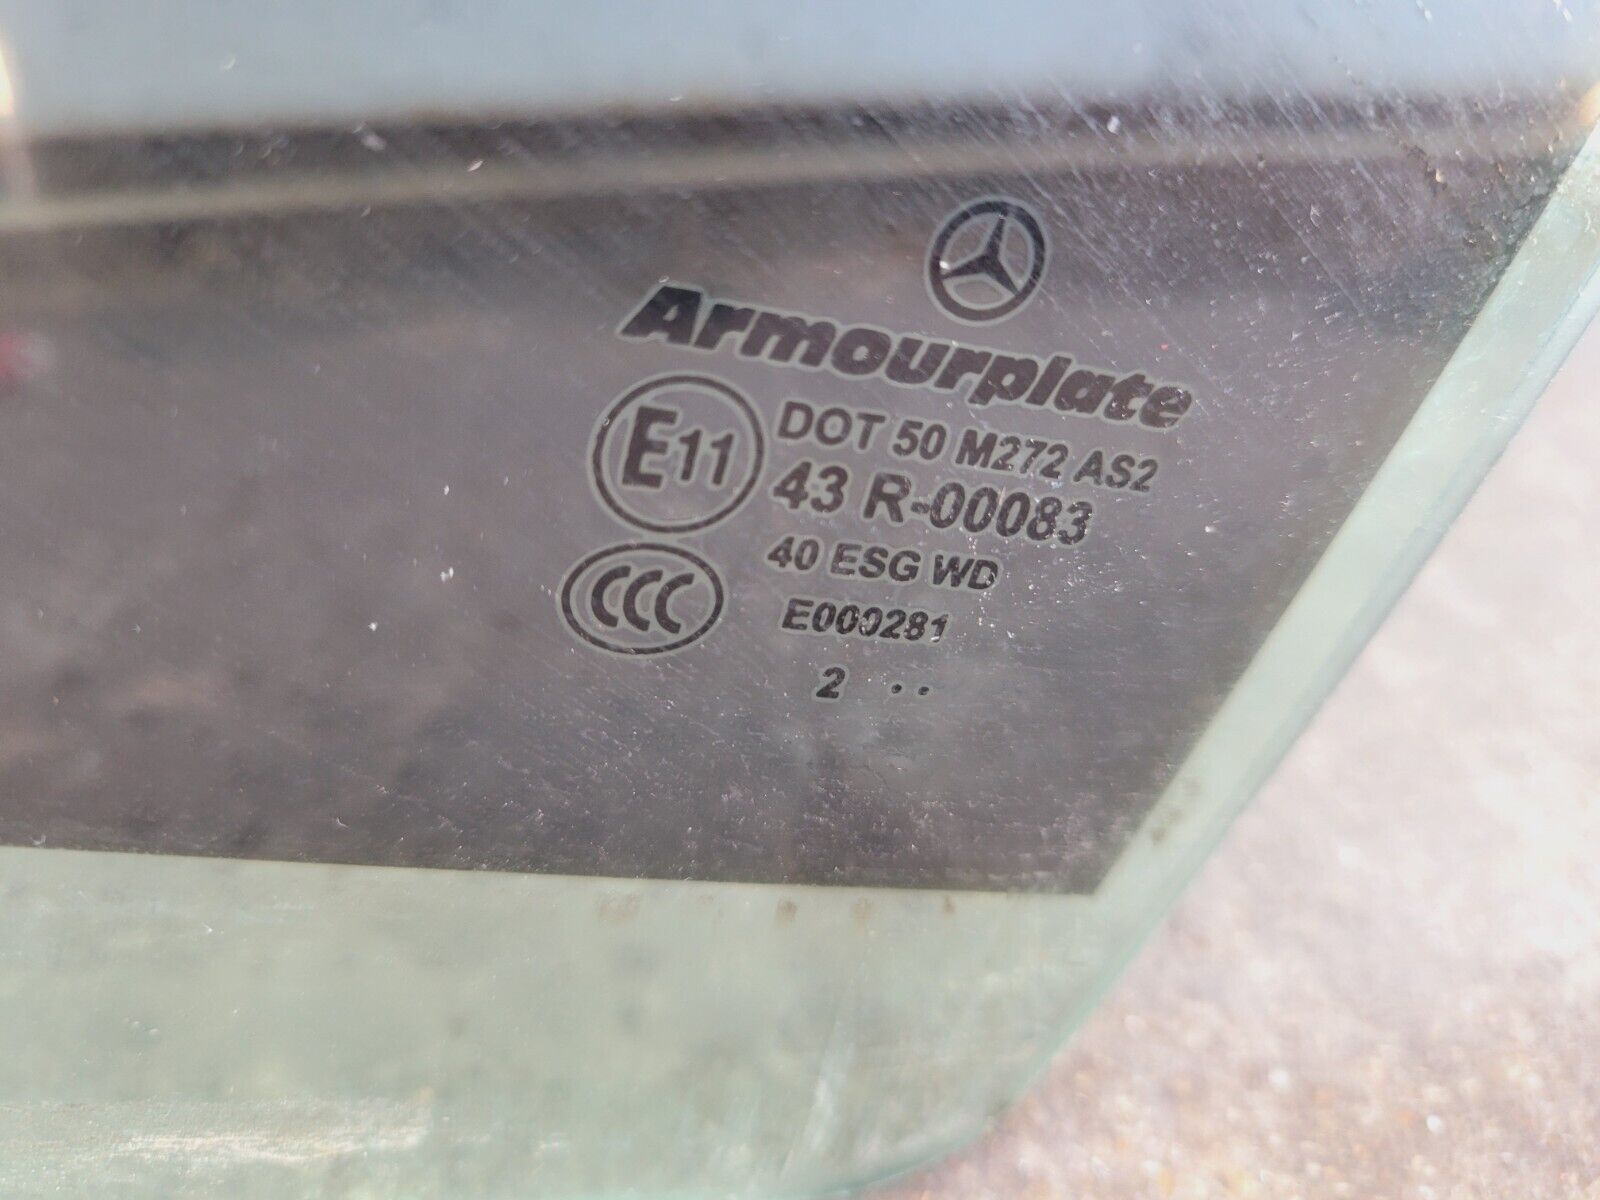 Armourplate
E11
DOT 50 M272 AS2
43 R-00083
40 ESG WD
CCC
E000281
2 ..